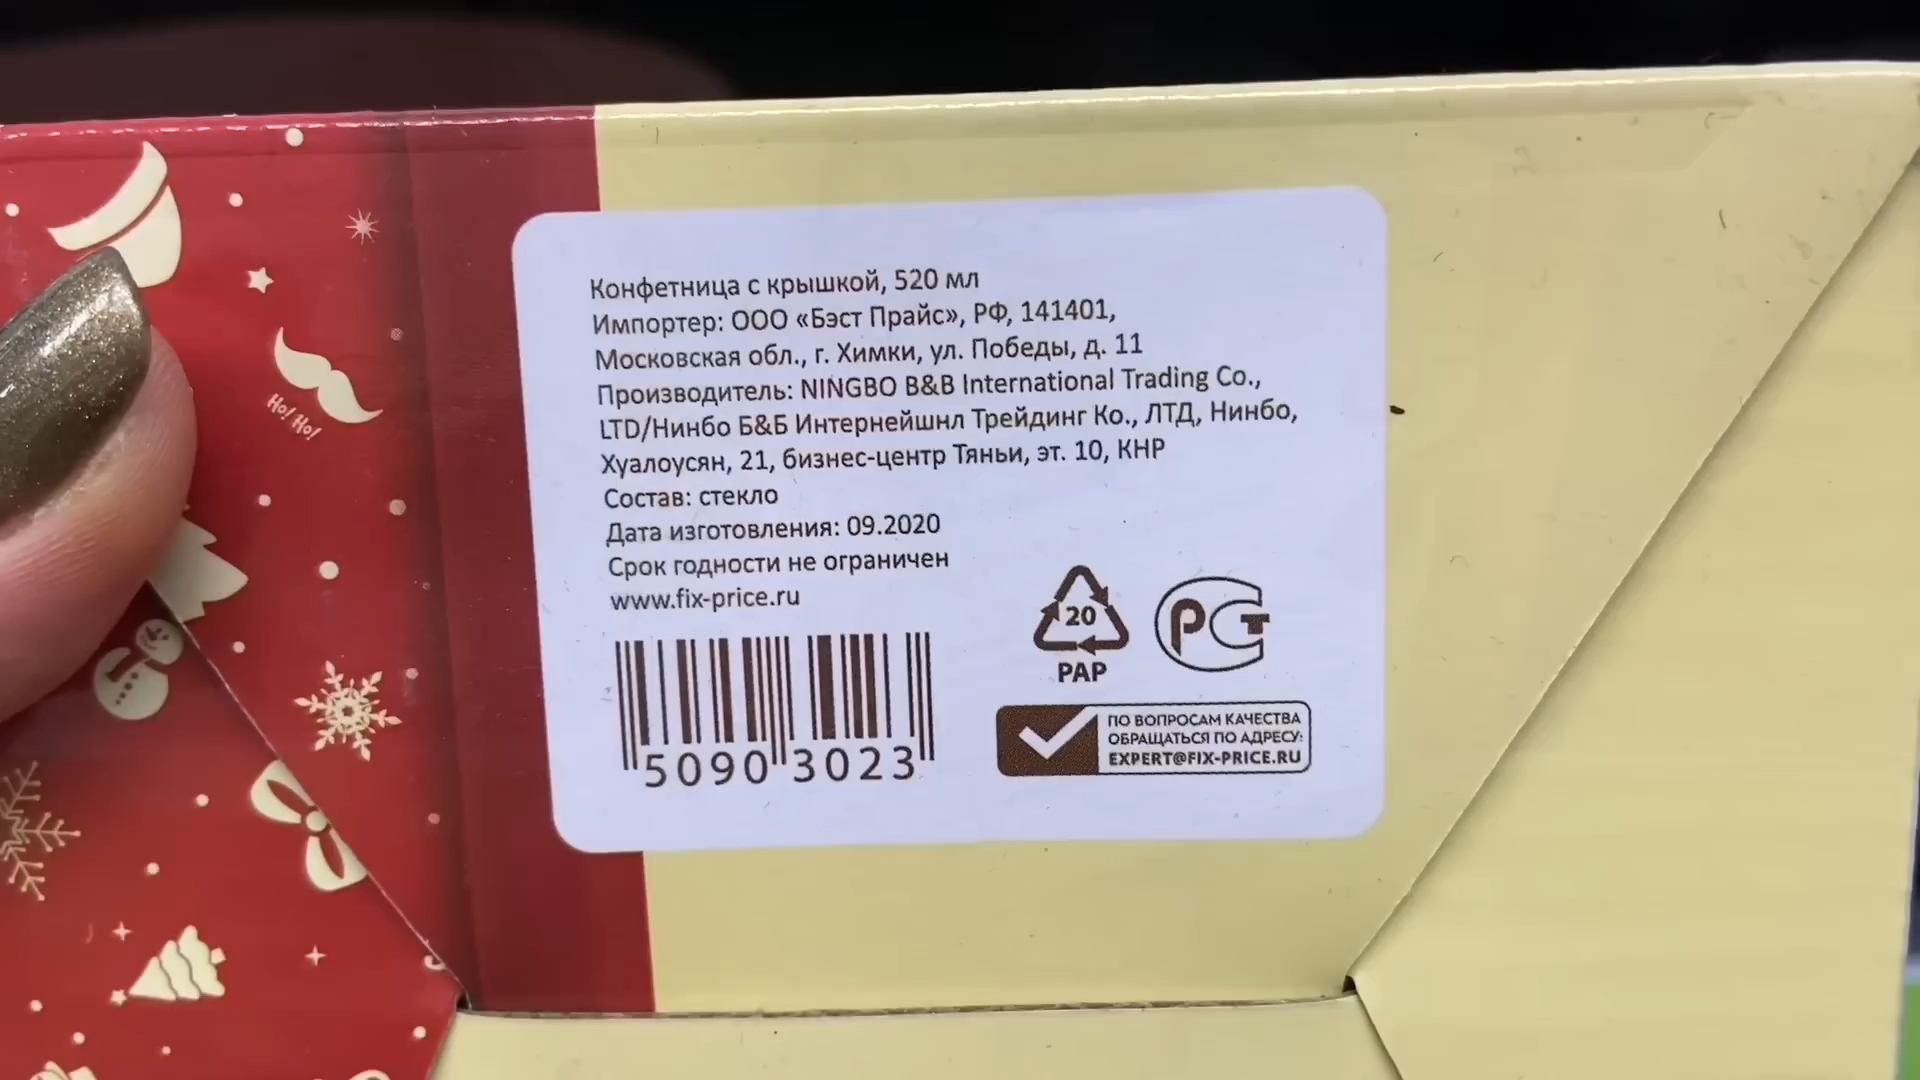 Конфетница с крышкой, 520 мл
Импортер: ООО «Бэст Прайс», РФ, 141401,
Московская обл., г. Химки, ул. Победы, д. 11
Производитель: NINGBO B&B International Trading Co.,
LTD/Нинбо Б&Б Интернейшнл Трейдинг Ко., ЛТД, Нинбо,
Хуалоусян, 21, бизнес-центр Тяньи, эт. 10, КНР
Состав: стекло
Дата изготовления: 09.2020
Срок годности не ограничен
www.fix-price.ru
20
PAP
РСТ
5090 3023
ПО ВОПРОСАМ КАЧЕСТВА
ОБРАЩАТЬСЯ ПО АДРЕСУ:
EXPERT@FIX-PRICE.RU
Ho! Ho!